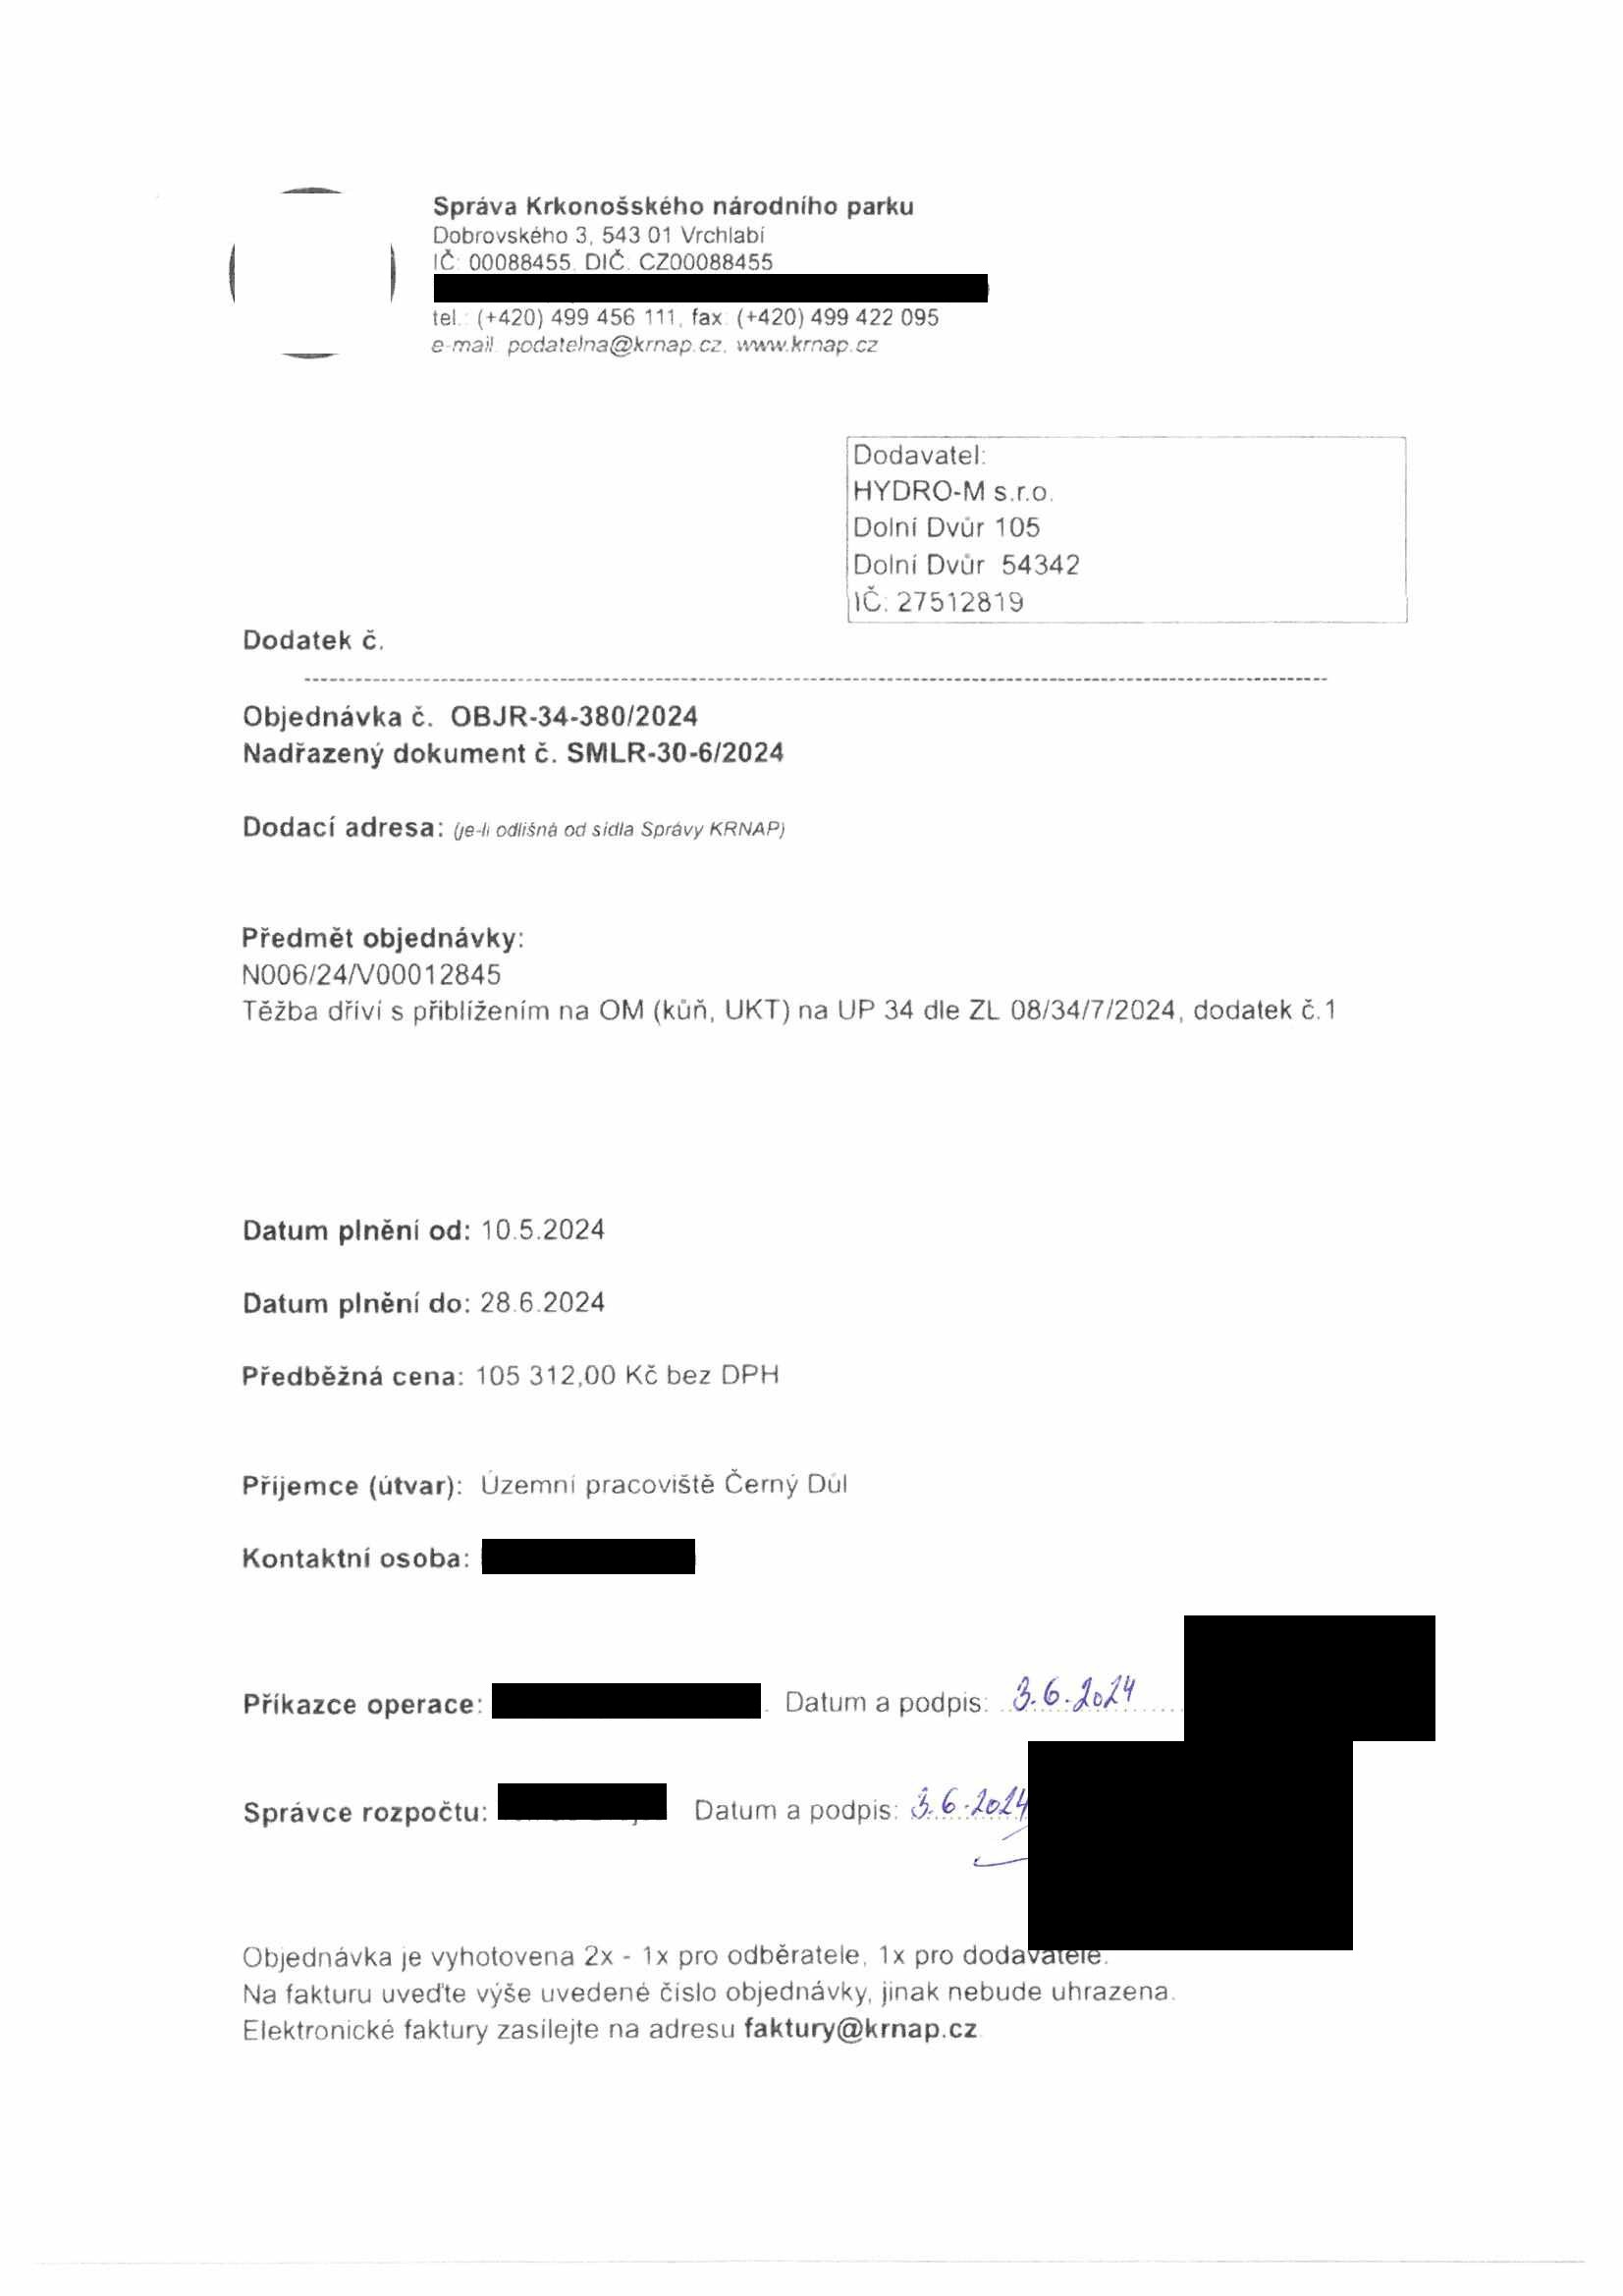 Správa Krkonošského národního parku
Dobrovského 3, 543 01 Vrchlabí
IČ: 00088455, DIČ: CZ00088455
tel.: (+420) 499 456 111, fax: (+420) 499 422 095
e-mail: podatelna@krnap.cz, www.krnap.cz
Dodavatel:
HYDRO-M s.r.o.
Dolní Dvůr 105
Dolní Dvůr 54342
IČ: 27512819
Dodatek č.
Objednávka č. OBJR-34-380/2024
Nadřazený dokument č. SMLR-30-6/2024
Dodací adresa: (je-li odlišná od sídla Správy KRNAP)
Předmět objednávky:
N006/24/V00012845
Těžba dříví s přiblížením na OM (kůň, UKT) na UP 34 dle ZL 08/34/7/2024, dodatek č.1
Datum plnění od: 10.5.2024
Datum plnění do: 28.6.2024
Předběžná cena: 105 312,00 Kč bez DPH
Příjemce (útvar): Územní pracoviště Černý Důl
Kontaktní osoba:
Příkazce operace: Datum a podpis: 3.6.2024
Správce rozpočtu: Datum a podpis: 3.6.2024
Objednávka je vyhotovena 2x - 1x pro odběratele, 1x pro dodavatele.
Na fakturu uveďte výše uvedené číslo objednávky, jinak nebude uhrazena.
Elektronické faktury zasílejte na adresu faktury@krnap.cz